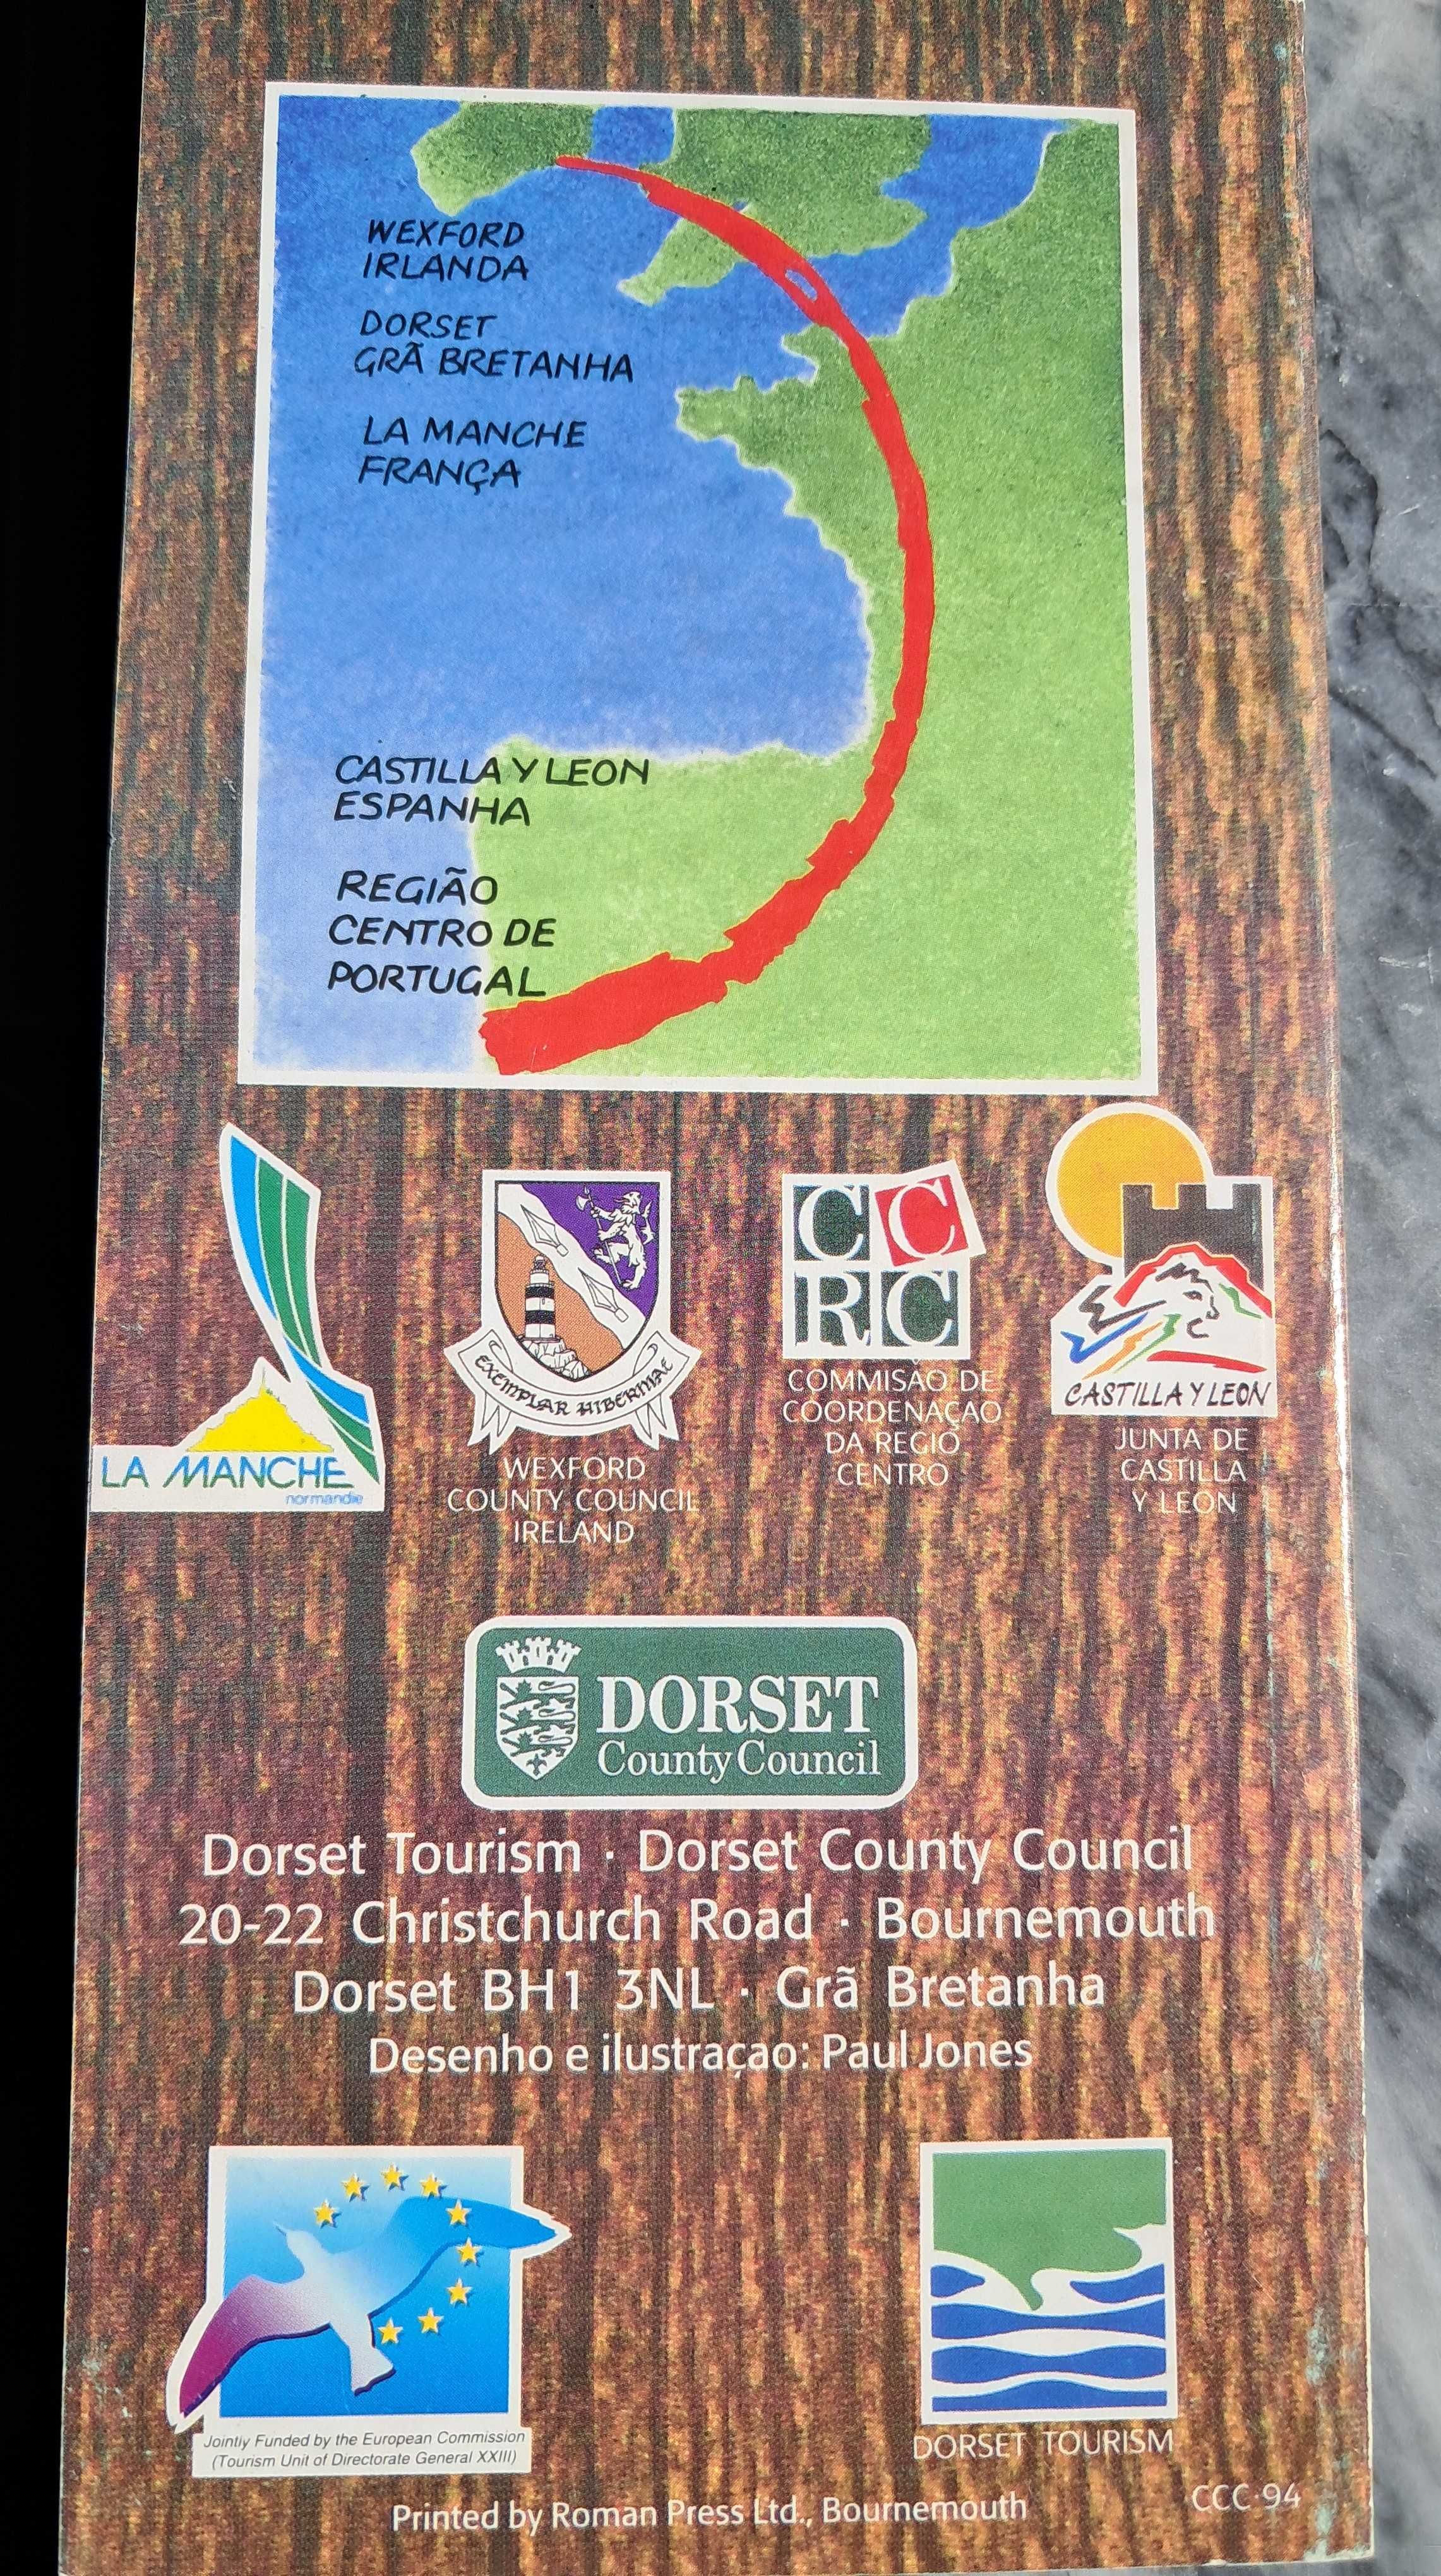 WEXFORD
IRLANDA
DORSET
GRÃ BRETANHA
LA MANCHE
FRANÇA
CASTILLA Y LEON
ESPANHA
REGIÃO
CENTRO DE
PORTUGAL
LA MANCHE
normandie
EXEMPLAR HIBERNIAE
WEXFORD
COUNTY COUNCIL
IRELAND
C C
R C
COMMISÃO DE
COORDENAÇAO
DA REGIO
CENTRO
CASTILLA Y LEON
JUNTA DE
CASTILLA
Y LEON
DORSET
County Council
Dorset Tourism · Dorset County Council
20-22 Christchurch Road · Bournemouth
Dorset BH1 3NL · Grã Bretanha
Desenho e ilustraçao: Paul Jones
Jointly Funded by the European Commission
(Tourism Unit of Directorate General XXIII)
DORSET TOURISM
Printed by Roman Press Ltd., Bournemouth
CCC·94